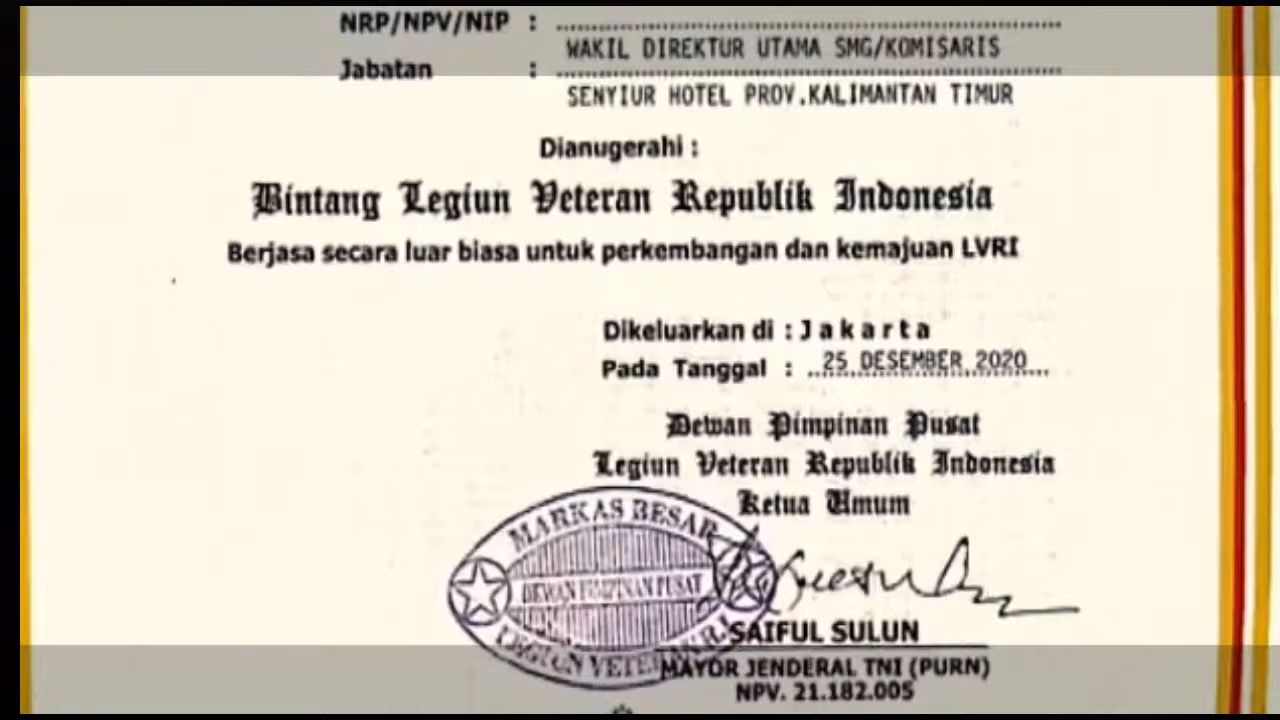 NRP/NPV/NIP : ........................
WAKIL DIREKTUR UTAMA SMG/KOMISARIS
Jabatan : ........................
SENYIUR HOTEL PROV.KALIMANTAN TIMUR
Dianugerahi :
Bintang Legiun Veteran Republik Indonesia
Berjasa secara luar biasa untuk perkembangan dan kemajuan LVRI
Dikeluarkan di : Jakarta
Pada Tanggal : ..25 DESEMBER 2020...
Dewan Pimpinan Pusat
Legiun Veteran Republik Indonesia
Ketua Umum
MARKAS BESAR
DEWAN PIMPINAN PUSAT
LEGIUN VETERAN R.I.
SAIFUL SULUN
MAYOR JENDERAL TNI (PURN)
NPV. 21.182.005